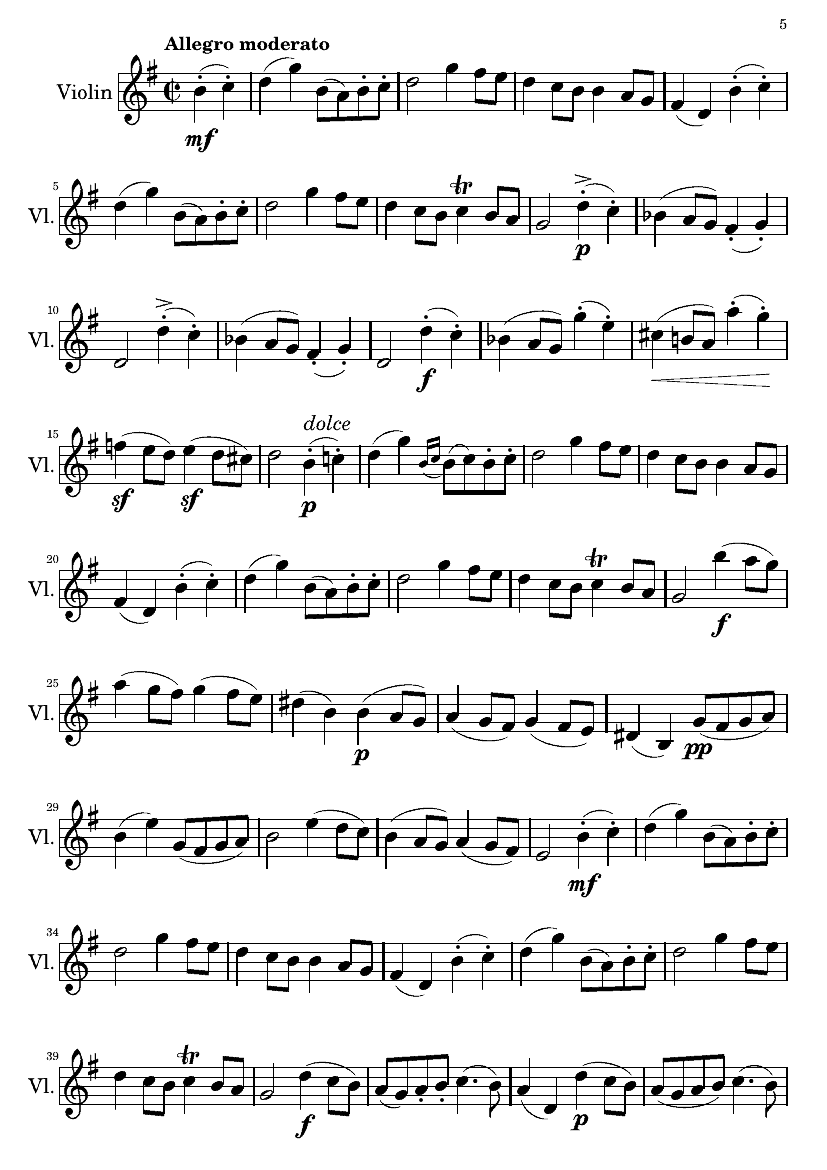 5
Allegro moderato
Violin
mf
5
tr
Vl.
p
10
Vl.
f
15
dolce
Vl.
sf sf p
20
tr
Vl.
f
25
Vl.
p pp
29
Vl.
mf
34
Vl.
39
tr
Vl.
f p